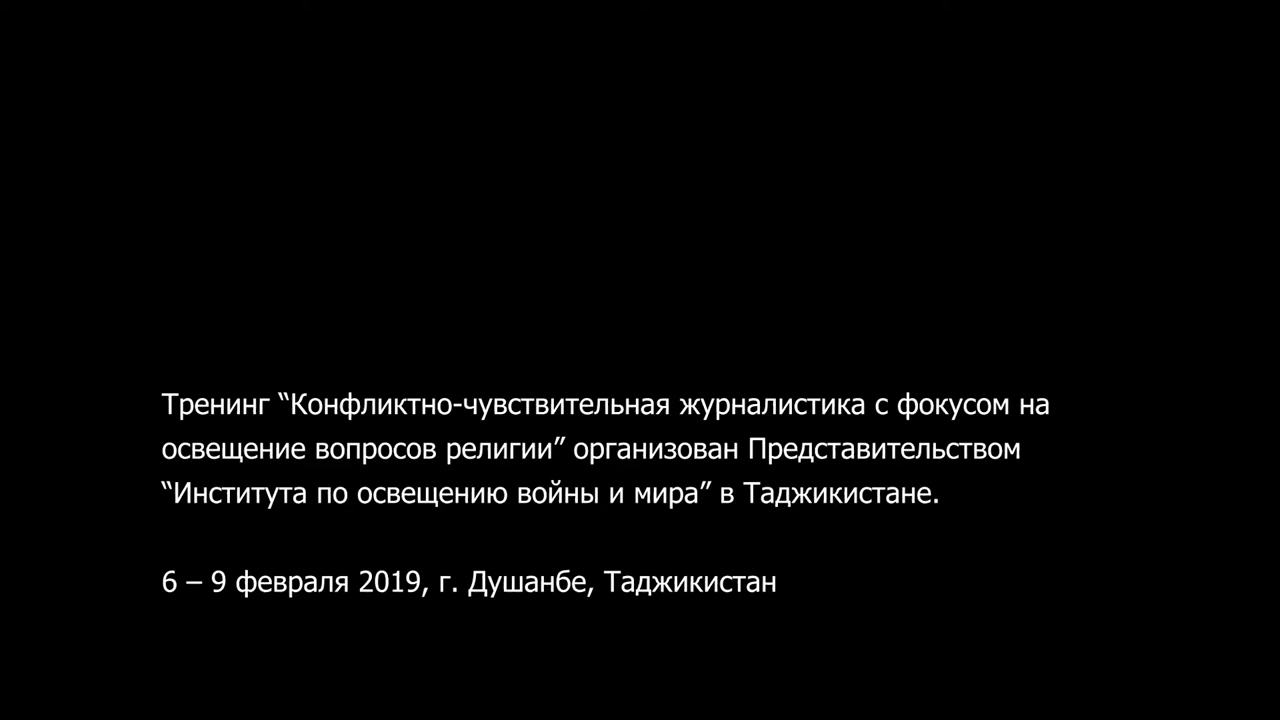 Тренинг “Конфликтно-чувствительная журналистика с фокусом на
освещение вопросов религии” организован Представительством
“Института по освещению войны и мира” в Таджикистане.
6 – 9 февраля 2019, г. Душанбе, Таджикистан